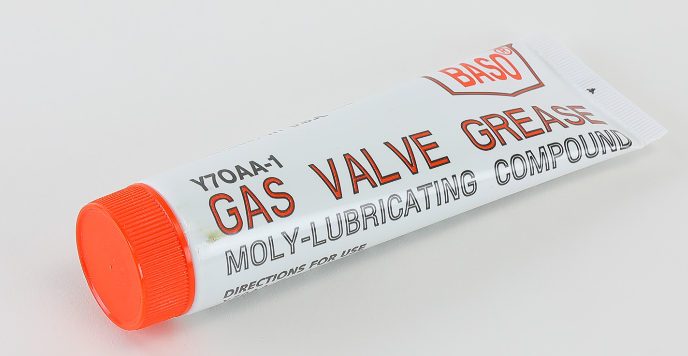 BASO®
Y70AA-1
GAS VALVE GREASE
MOLY-LUBRICATING COMPOUND
DIRECTIONS FOR USE